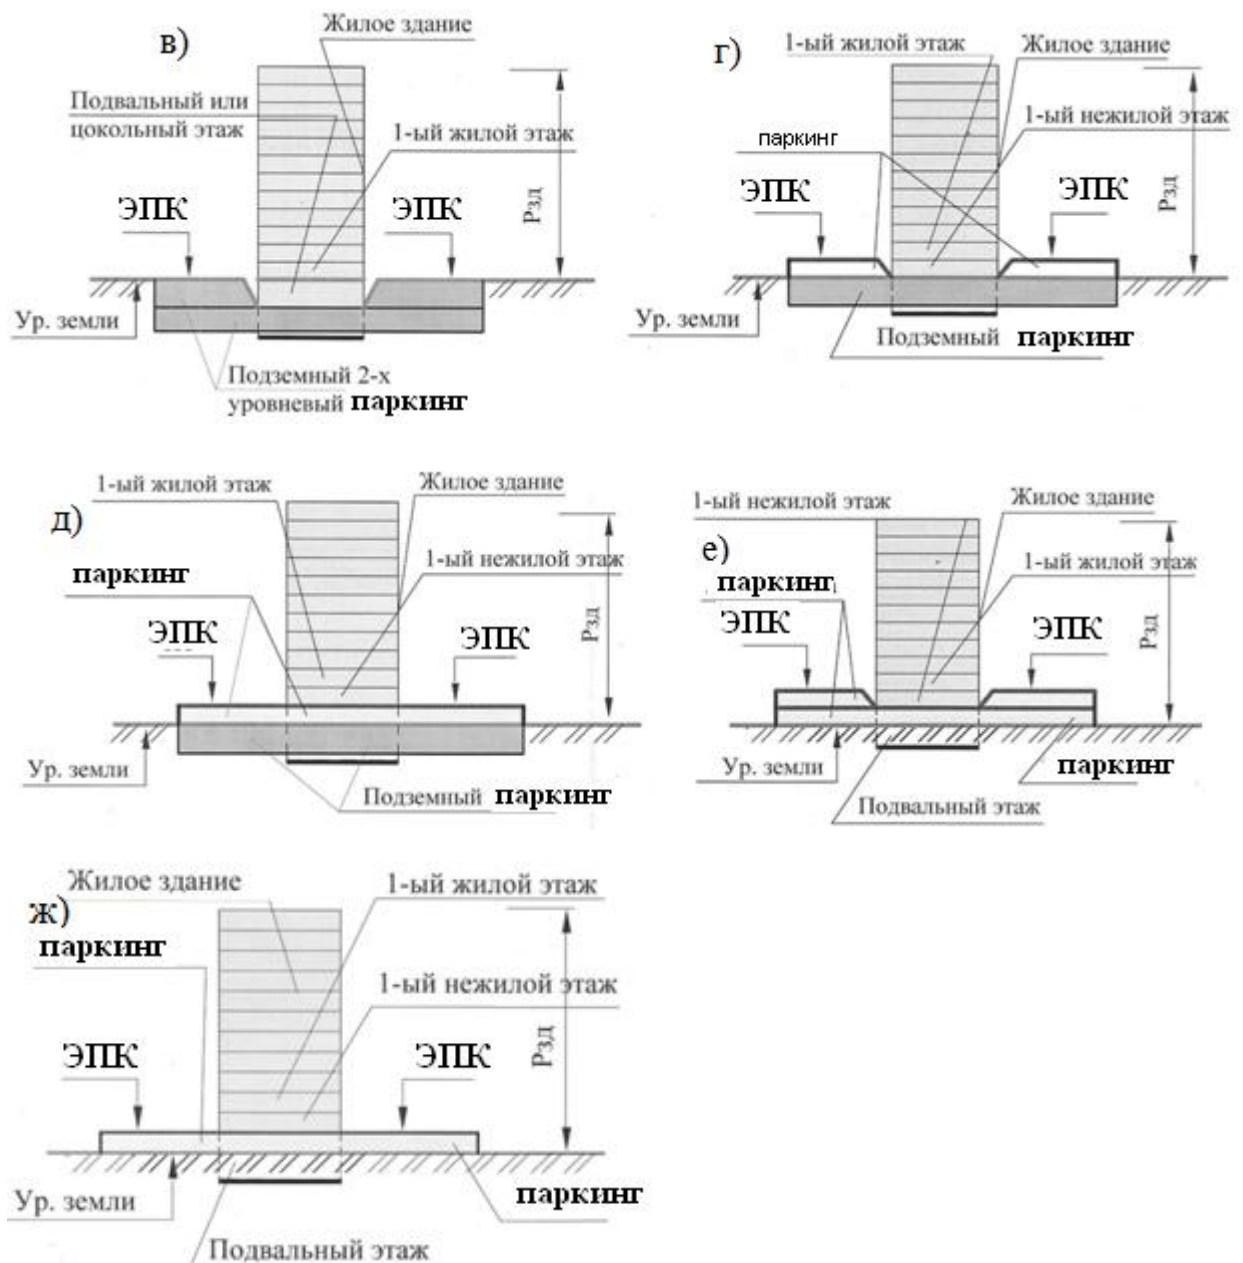 в)
Жилое здание
Подвальный или
цокольный этаж
1-ый жилой этаж
ЭПК
ЭПК
Рзд
Ур. земли
Подземный 2-х
уровневый паркинг
г)
1-ый жилой этаж
Жилое здание
1-ый нежилой этаж
паркинг
ЭПК
ЭПК
Рзд
Ур. земли
Подземный паркинг
д)
1-ый жилой этаж
Жилое здание
1-ый нежилой этаж
паркинг
ЭПК
ЭПК
Рзд
Ур. земли
Подземный паркинг
е)
1-ый нежилой этаж
Жилое здание
1-ый жилой этаж
паркинг
ЭПК
ЭПК
Рзд
Ур. земли
паркинг
Подвальный этаж
ж)
Жилое здание
1-ый жилой этаж
паркинг
1-ый нежилой этаж
ЭПК
ЭПК
Рзд
Ур. земли
паркинг
Подвальный этаж